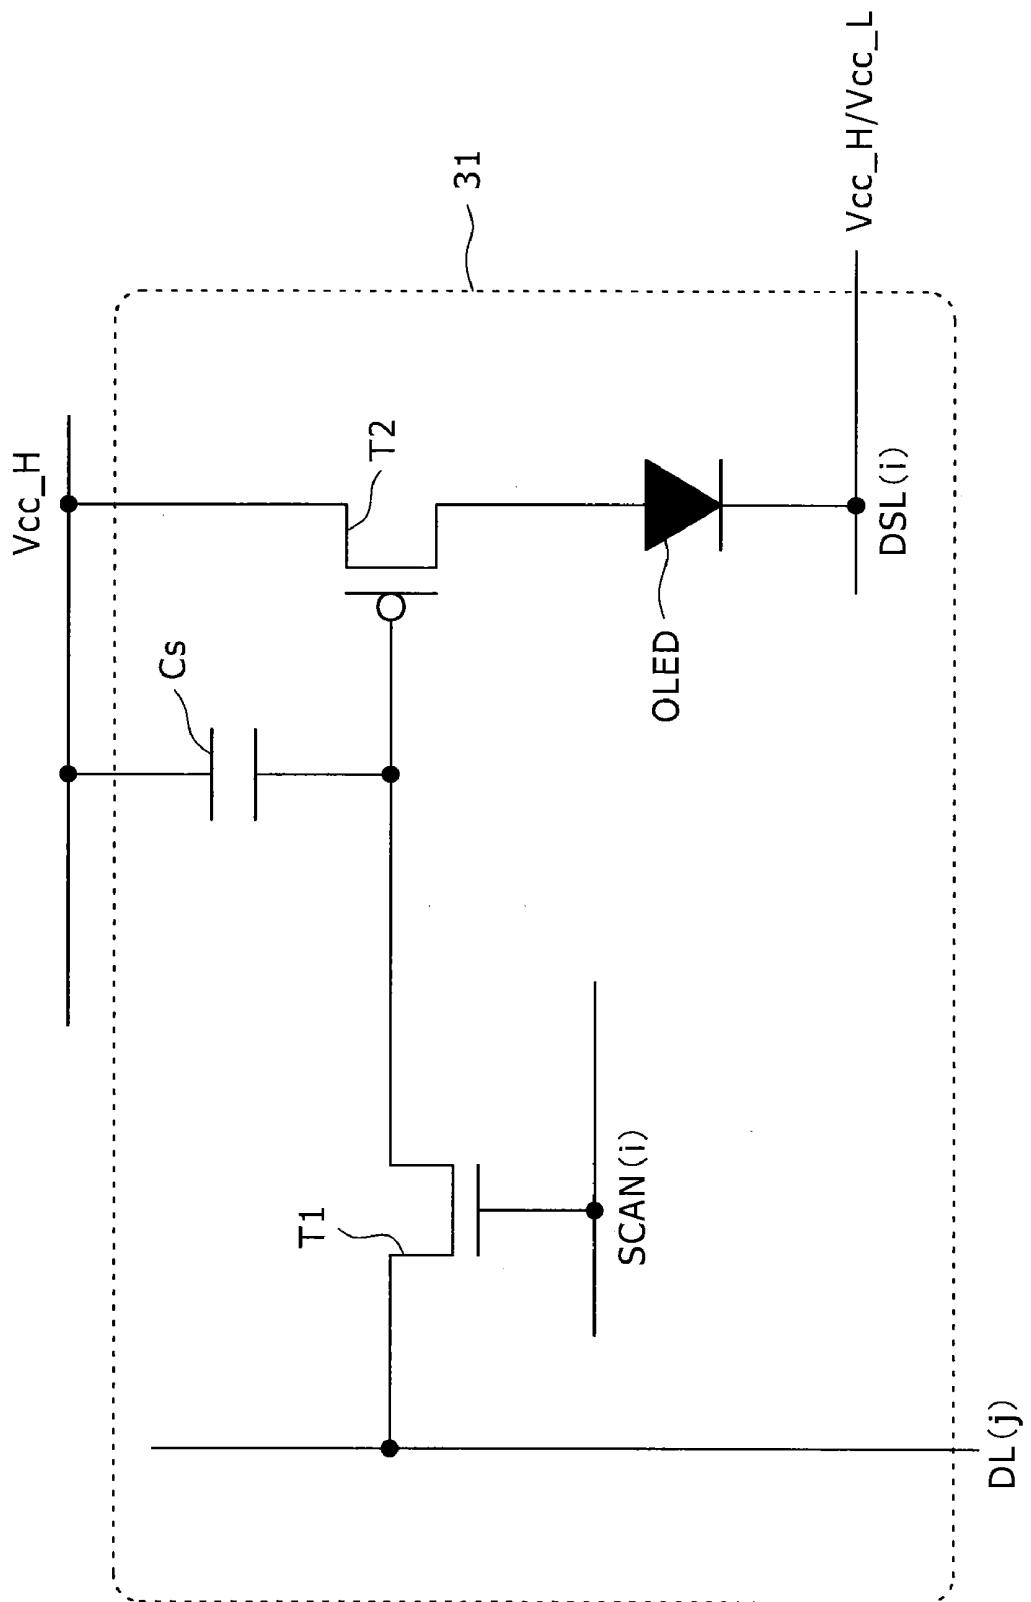 Vcc_H
31
Cs
T2
T1
OLED
SCAN(i)
Vcc_H/Vcc_L
DSL(i)
DL(j)